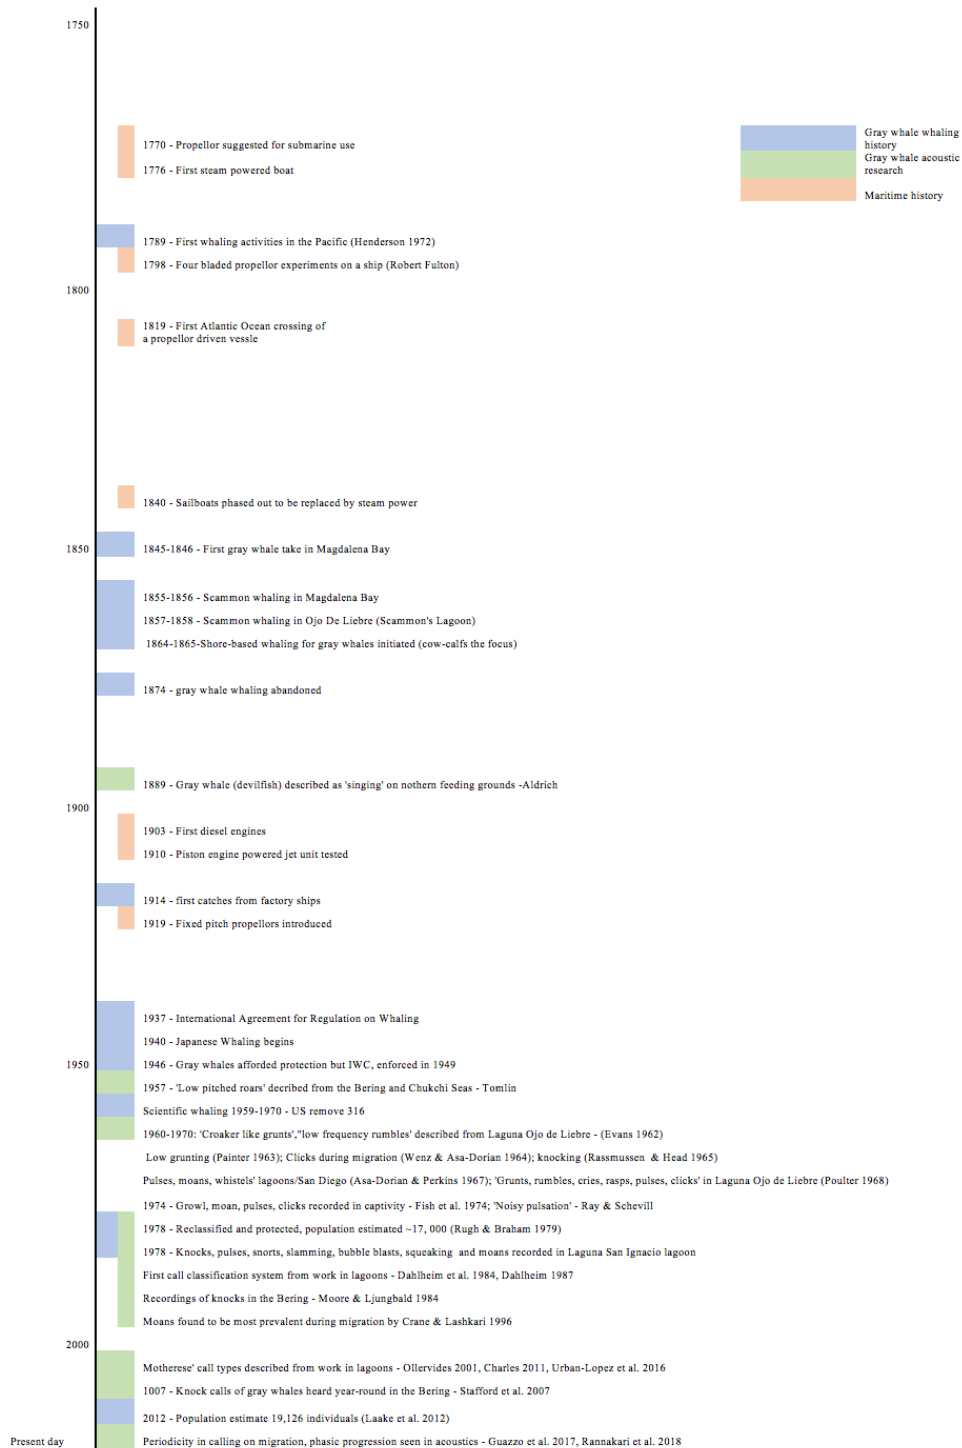 1750
1770 - Propellor suggested for submarine use
1776 - First steam powered boat
Gray whale whaling
history
Gray whale acoustic
research
Maritime history
1789 - First whaling activities in the Pacific (Henderson 1972)
1798 - Four bladed propellor experiments on a ship (Robert Fulton)
1800
1819 - First Atlantic Ocean crossing of
a propellor driven vessle
1840 - Sailboats phased out to be replaced by steam power
1850
1845-1846 - First gray whale take in Magdalena Bay
1855-1856 - Scammon whaling in Magdalena Bay
1857-1858 - Scammon whaling in Ojo De Liebre (Scammon's Lagoon)
1864-1865-Shore-based whaling for gray whales initiated (cow-calfs the focus)
1874 - gray whale whaling abandoned
1889 - Gray whale (devilfish) described as 'singing' on nothern feeding grounds -Aldrich
1900
1903 - First diesel engines
1910 - Piston engine powered jet unit tested
1914 - first catches from factory ships
1919 - Fixed pitch propellors introduced
1937 - International Agreement for Regulation on Whaling
1940 - Japanese Whaling begins
1950
1946 - Gray whales afforded protection but IWC, enforced in 1949
1957 - 'Low pitched roars' decribed from the Bering and Chukchi Seas - Tomlin
Scientific whaling 1959-1970 - US remove 316
1960-1970: 'Croaker like grunts',"low frequency rumbles' described from Laguna Ojo de Liebre - (Evans 1962)
Low grunting (Painter 1963); Clicks during migration (Wenz & Asa-Dorian 1964); knocking (Rassmussen & Head 1965)
Pulses, moans, whistels' lagoons/San Diego (Asa-Dorian & Perkins 1967); 'Grunts, rumbles, cries, rasps, pulses, clicks' in Laguna Ojo de Liebre (Poulter 1968)
1974 - Growl, moan, pulses, clicks recorded in captivity - Fish et al. 1974; 'Noisy pulsation' - Ray & Schevill
1978 - Reclassified and protected, population estimated ~17, 000 (Rugh & Braham 1979)
1978 - Knocks, pulses, snorts, slamming, bubble blasts, squeaking and moans recorded in Laguna San Ignacio lagoon
First call classification system from work in lagoons - Dahlheim et al. 1984, Dahlheim 1987
Recordings of knocks in the Bering - Moore & Ljungbald 1984
Moans found to be most prevalent during migration by Crane & Lashkari 1996
2000
Motherese' call types described from work in lagoons - Ollervides 2001, Charles 2011, Urban-Lopez et al. 2016
1007 - Knock calls of gray whales heard year-round in the Bering - Stafford et al. 2007
2012 - Population estimate 19,126 individuals (Laake et al. 2012)
Present day
Periodicity in calling on migration, phasic progression seen in acoustics - Guazzo et al. 2017, Rannakari et al. 2018